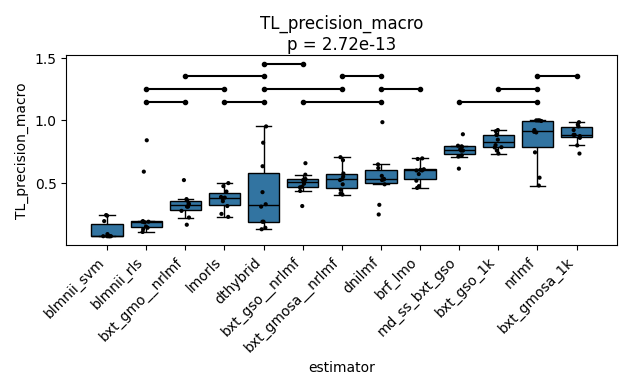 TL_precision_macro
p = 2.72e-13
1.5
1.0
0.5
TL_precision_macro
blmnii_svm
blmnii_rls
bxt_gmo__nrlmf
lmorls
dthybrid
bxt_gso__nrlmf
bxt_gmosa__nrlmf
dnilmf
brf_lmo
md_ss_bxt_gso
bxt_gso_1k
nrlmf
bxt_gmosa_1k
estimator